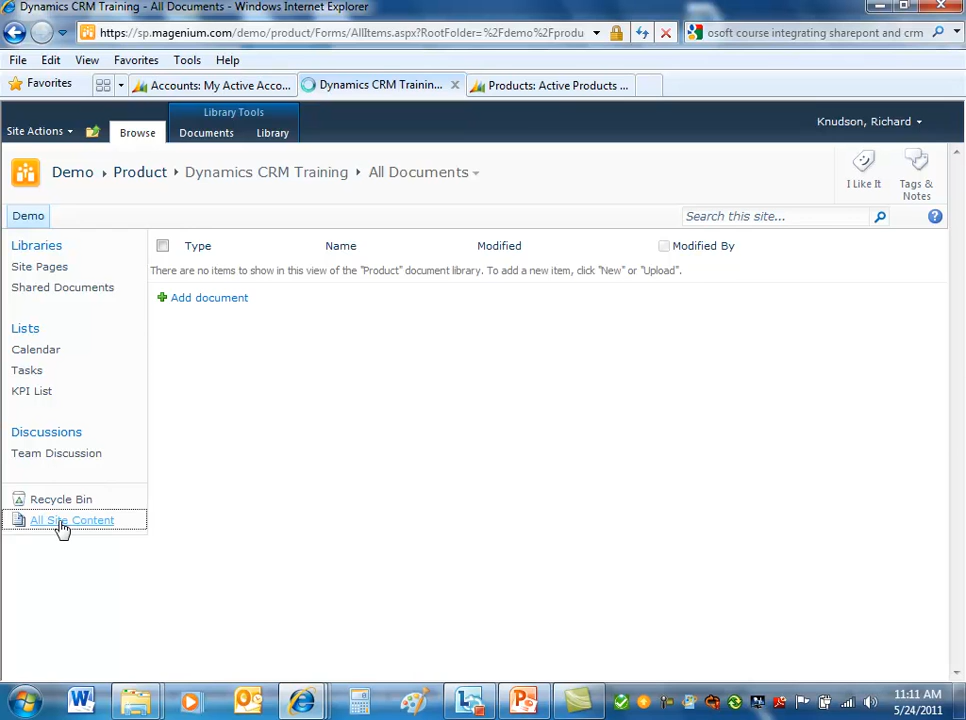 Dynamics CRM Training - All Documents - Windows Internet Explorer
https://sp.magenium.com/demo/product/Forms/AllItems.aspx?RootFolder=%2Fdemo%2Fprodu
osoft course integrating sharepont and crm
File Edit View Favorites Tools Help
Favorites
Accounts: My Active Acco...
Dynamics CRM Trainin...
Products: Active Products ...
Library Tools
Site Actions
Browse
Documents
Library
Knudson, Richard
Demo Product Dynamics CRM Training All Documents
I Like It
Tags & Notes
Demo
Search this site...
Libraries
Site Pages
Shared Documents
Lists
Calendar
Tasks
KPI List
Discussions
Team Discussion
Recycle Bin
All Site Content
Type Name Modified Modified By
There are no items to show in this view of the "Product" document library. To add a new item, click "New" or "Upload".
Add document
11:11 AM
5/24/2011